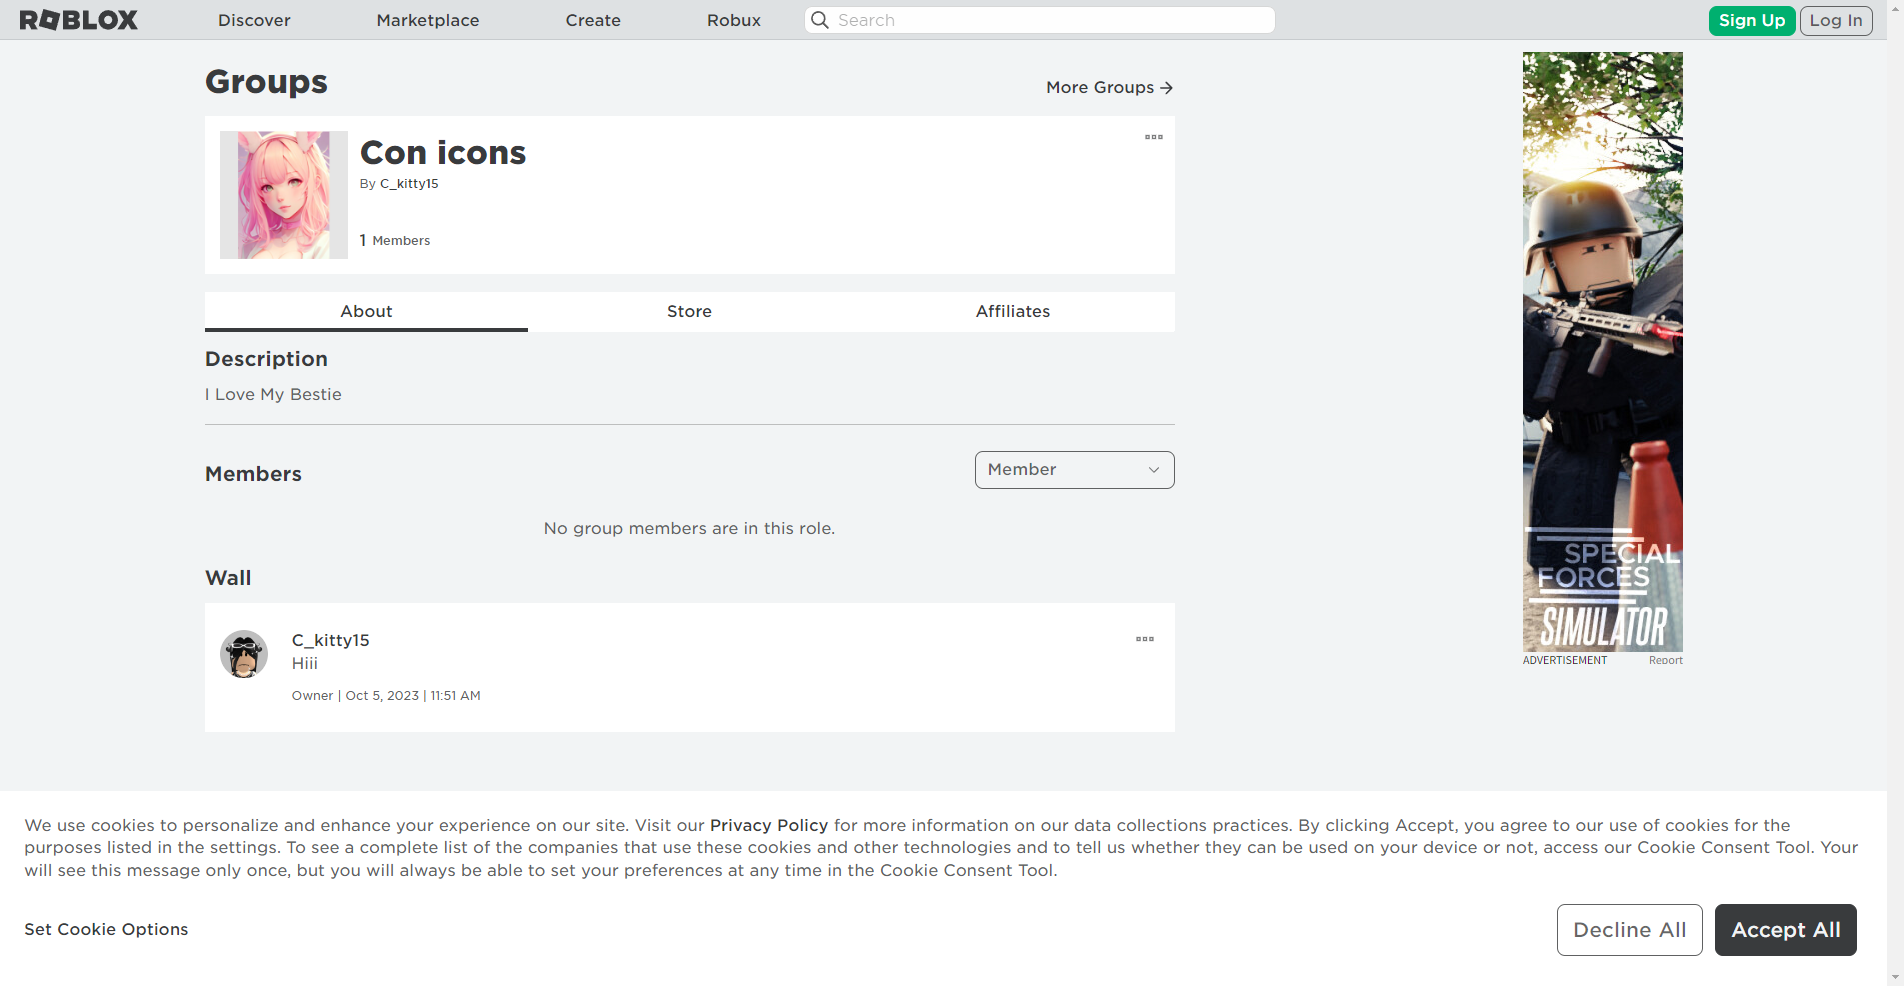 ROBLOX
Discover
Marketplace
Create
Robux
Search
Sign Up
Log In
Groups
More Groups
Con icons
By C_kitty15
1 Members
About
Store
Affiliates
Description
I Love My Bestie
Members
Member
No group members are in this role.
Wall
C_kitty15
Hiii
Owner | Oct 5, 2023 | 11:51 AM
SPECIAL
FORCES
SIMULATOR
ADVERTISEMENT
Report
We use cookies to personalize and enhance your experience on our site. Visit our Privacy Policy for more information on our data collections practices. By clicking Accept, you agree to our use of cookies for the
purposes listed in the settings. To see a complete list of the companies that use these cookies and other technologies and to tell us whether they can be used on your device or not, access our Cookie Consent Tool. Your
will see this message only once, but you will always be able to set your preferences at any time in the Cookie Consent Tool.
Set Cookie Options
Decline All
Accept All